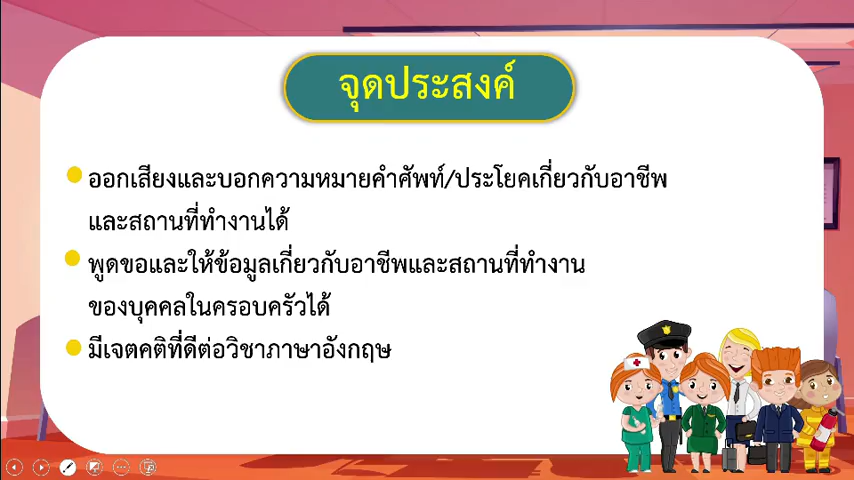 จุดประสงค์
ออกเสียงและบอกความหมายคำศัพท์/ประโยคเกี่ยวกับอาชีพ
และสถานที่ทำงานได้
พูดขอและให้ข้อมูลเกี่ยวกับอาชีพและสถานที่ทำงาน
ของบุคคลในครอบครัวได้
มีเจตคติที่ดีต่อวิชาภาษาอังกฤษ